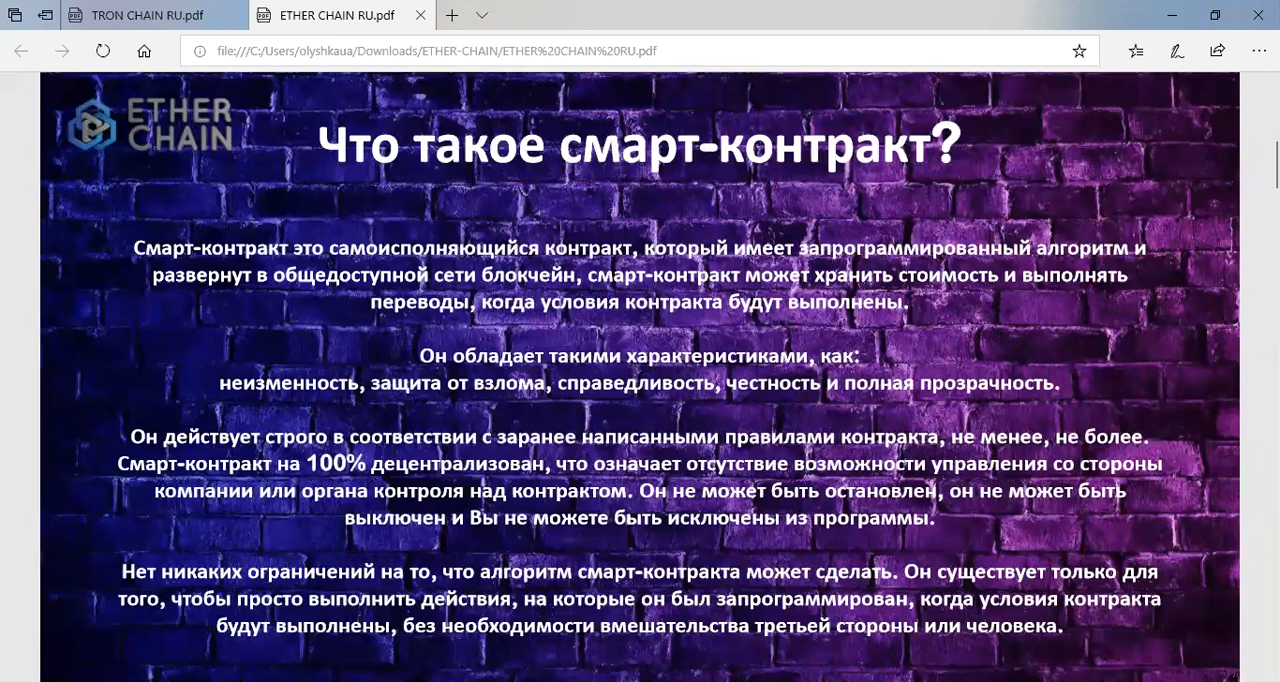 TRON CHAIN RU.pdf
ETHER CHAIN RU.pdf
file:///C:/Users/olyshkaua/Downloads/ETHER-CHAIN/ETHER%20CHAIN%20RU.pdf
ETHER
CHAIN
Что такое смарт-контракт?
Смарт-контракт это самоисполняющийся контракт, который имеет запрограммированный алгоритм и
развернут в общедоступной сети блокчейн, смарт-контракт может хранить стоимость и выполнять
переводы, когда условия контракта будут выполнены.
Он обладает такими характеристиками, как:
неизменность, защита от взлома, справедливость, честность и полная прозрачность.
Он действует строго в соответствии с заранее написанными правилами контракта, не менее, не более.
Смарт-контракт на 100% децентрализован, что означает отсутствие возможности управления со стороны
компании или органа контроля над контрактом. Он не может быть остановлен, он не может быть
выключен и Вы не можете быть исключены из программы.
Нет никаких ограничений на то, что алгоритм смарт-контракта может сделать. Он существует только для
того, чтобы просто выполнить действия, на которые он был запрограммирован, когда условия контракта
будут выполнены, без необходимости вмешательства третьей стороны или человека.